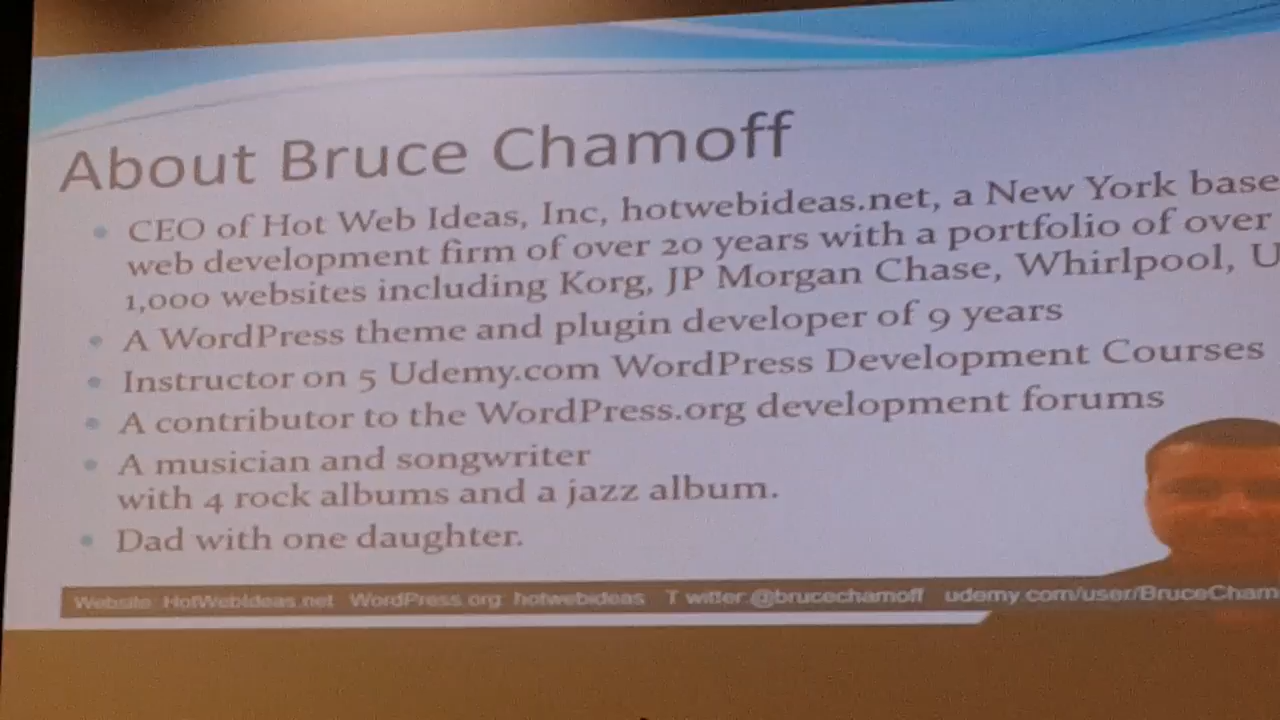 About Bruce Chamoff
CEO of Hot Web Ideas, Inc, hotwebideas.net, a New York base
web development firm of over 20 years with a portfolio of over
1,000 websites including Korg, JP Morgan Chase, Whirlpool, U
A WordPress theme and plugin developer of 9 years
Instructor on 5 Udemy.com WordPress Development Courses
A contributor to the WordPress.org development forums
A musician and songwriter
with 4 rock albums and a jazz album.
Dad with one daughter.
Website: HotWebIdeas.net WordPress.org: hotwebideas Twitter @brucechamoff udemy.com/user/BruceCham